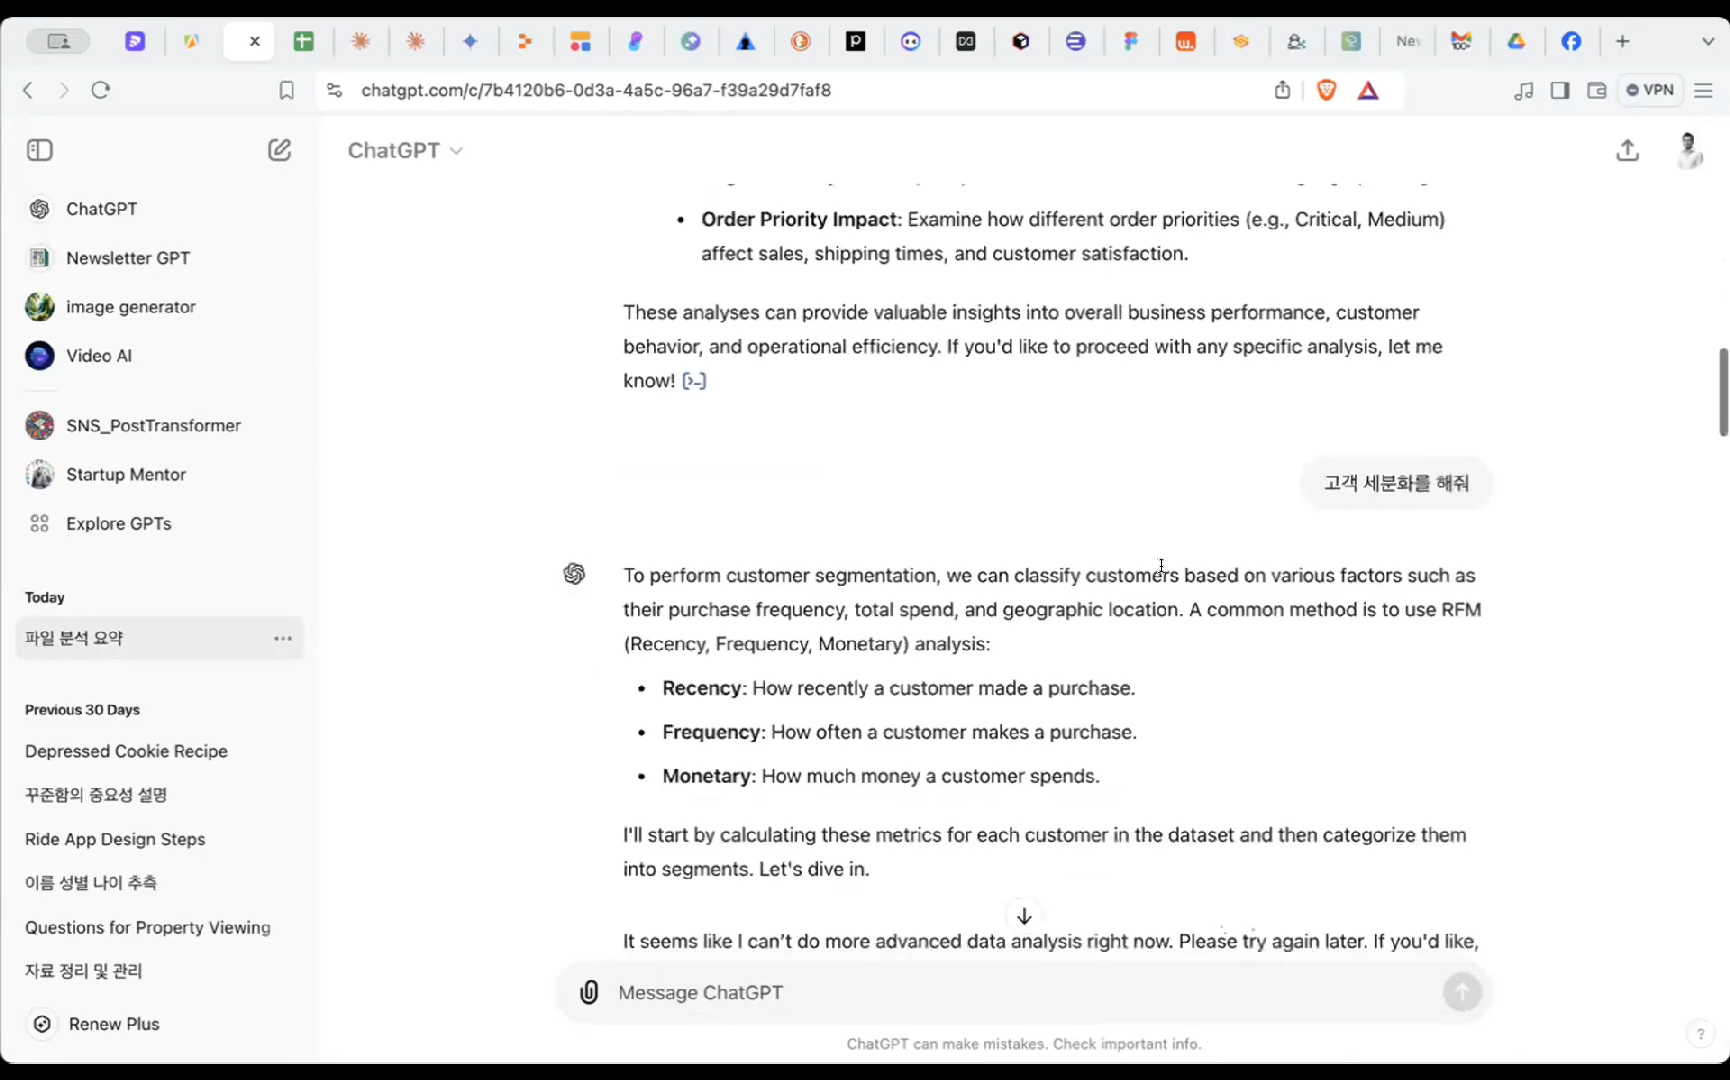 chatgpt.com/c/7b4120b6-0d3a-4a5c-96a7-f39a29d7faf8
VPN
ChatGPT
Newsletter GPT
image generator
Video AI
SNS_PostTransformer
Startup Mentor
Explore GPTs
Today
파일 분석 요약
Previous 30 Days
Depressed Cookie Recipe
꾸준함의 중요성 설명
Ride App Design Steps
이름 성별 나이 추측
Questions for Property Viewing
자료 정리 및 관리
Renew Plus
ChatGPT
• Order Priority Impact: Examine how different order priorities (e.g., Critical, Medium)
affect sales, shipping times, and customer satisfaction.
These analyses can provide valuable insights into overall business performance, customer
behavior, and operational efficiency. If you'd like to proceed with any specific analysis, let me
know! [>-]
고객 세분화를 해줘
To perform customer segmentation, we can classify customers based on various factors such as
their purchase frequency, total spend, and geographic location. A common method is to use RFM
(Recency, Frequency, Monetary) analysis:
• Recency: How recently a customer made a purchase.
• Frequency: How often a customer makes a purchase.
• Monetary: How much money a customer spends.
I'll start by calculating these metrics for each customer in the dataset and then categorize them
into segments. Let's dive in.
It seems like I can't do more advanced data analysis right now. Please try again later. If you'd like,
Message ChatGPT
ChatGPT can make mistakes. Check important info.
?